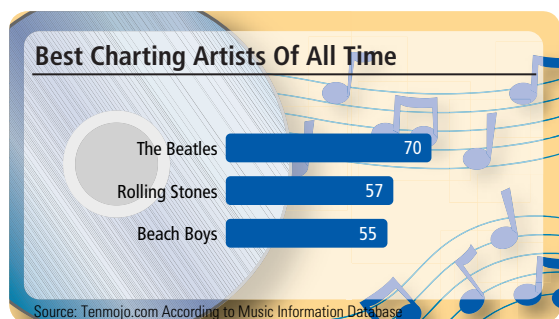 Best Charting Artists Of All Time
The Beatles 70
Rolling Stones 57
Beach Boys 55
Source: Tenmojo.com According to Music Information Database